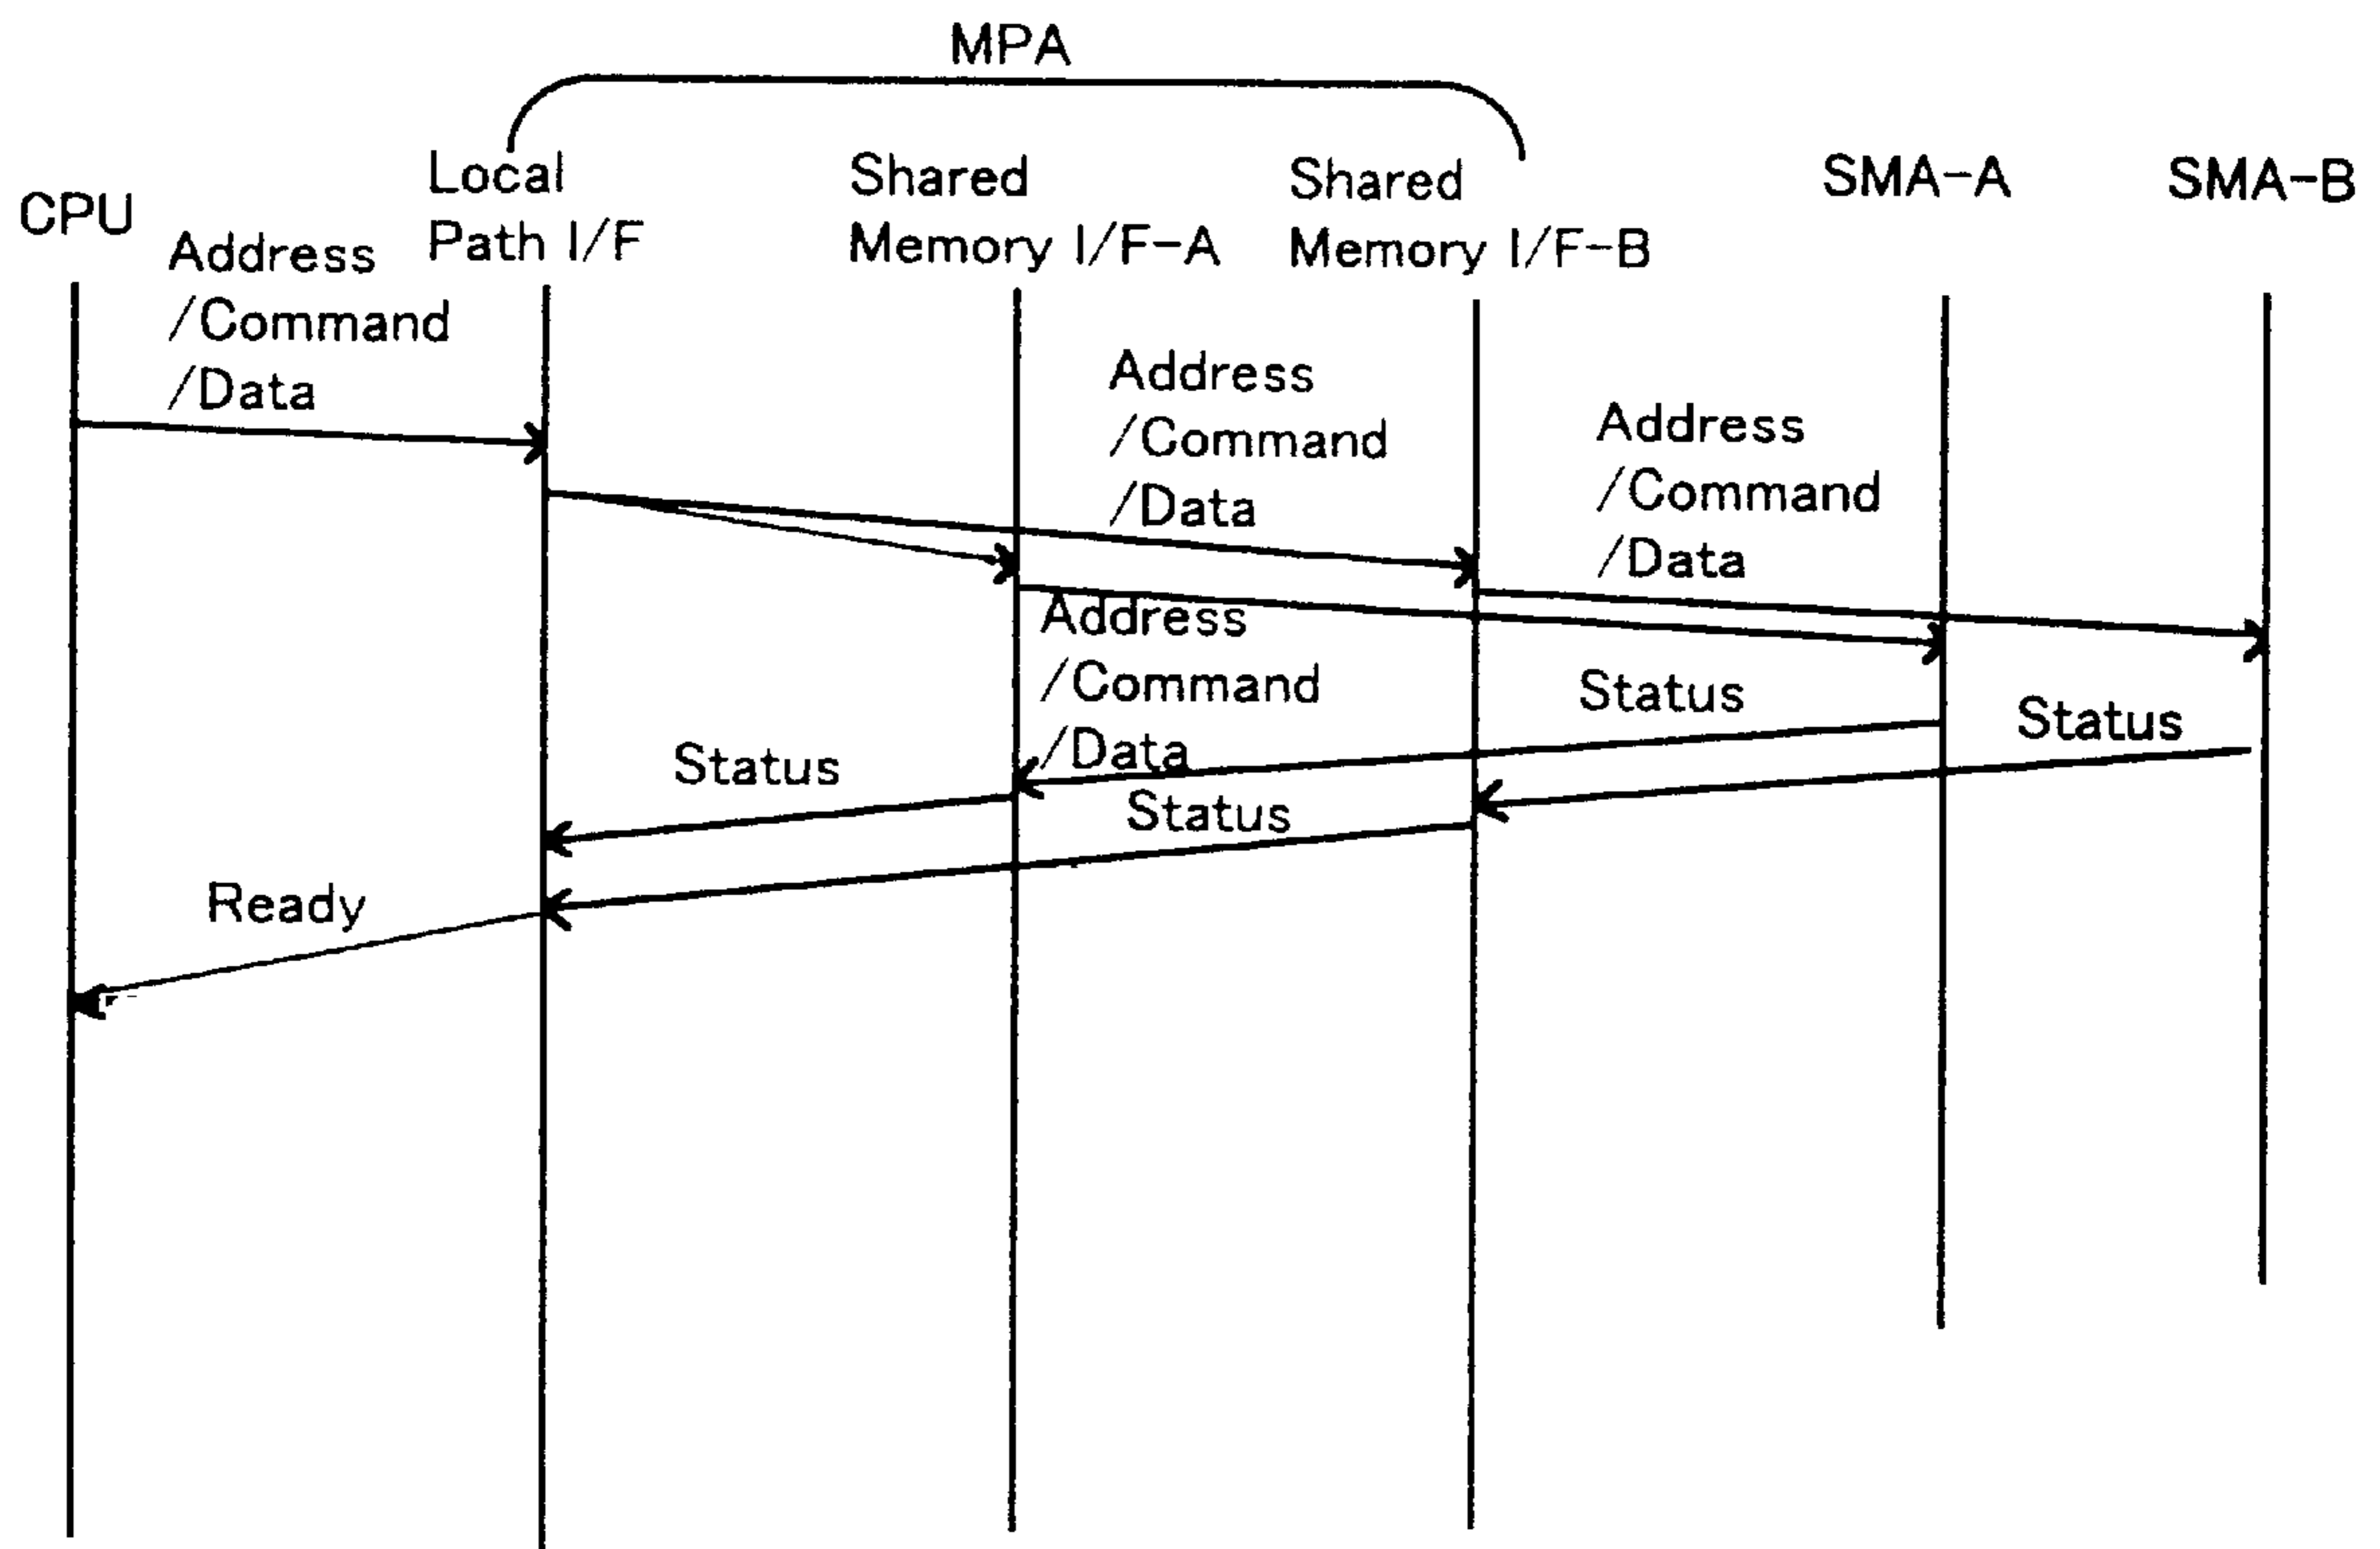 MPA
CPU
Local
Path I/F
Shared
Memory I/F-A
Shared
Memory I/F-B
SMA-A
SMA-B
Address
/Command
/Data
Address
/Command
/Data
Address
/Command
/Data
Address
/Command
/Data
Status
Status
Status
Status
Ready